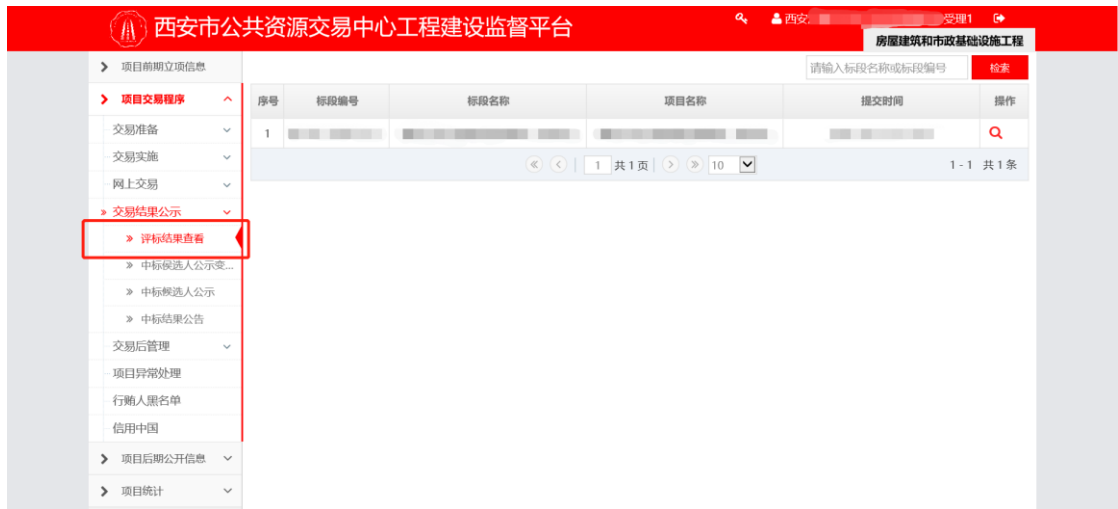 西安市公共资源交易中心工程建设监督平台
西安
受理1
房屋建筑和市政基础设施工程
项目前期立项信息
请输入标段名称或标段编号
检索
项目交易程序
序号 标段编号 标段名称 项目名称 提交时间 操作
交易准备
1
交易实施
1 共 1 页 10
1 - 1 共 1 条
网上交易
交易结果公示
评标结果查看
中标候选人公示变...
中标候选人公示
中标结果公告
交易后管理
项目异常处理
行贿人黑名单
信用中国
项目后期公开信息
项目统计